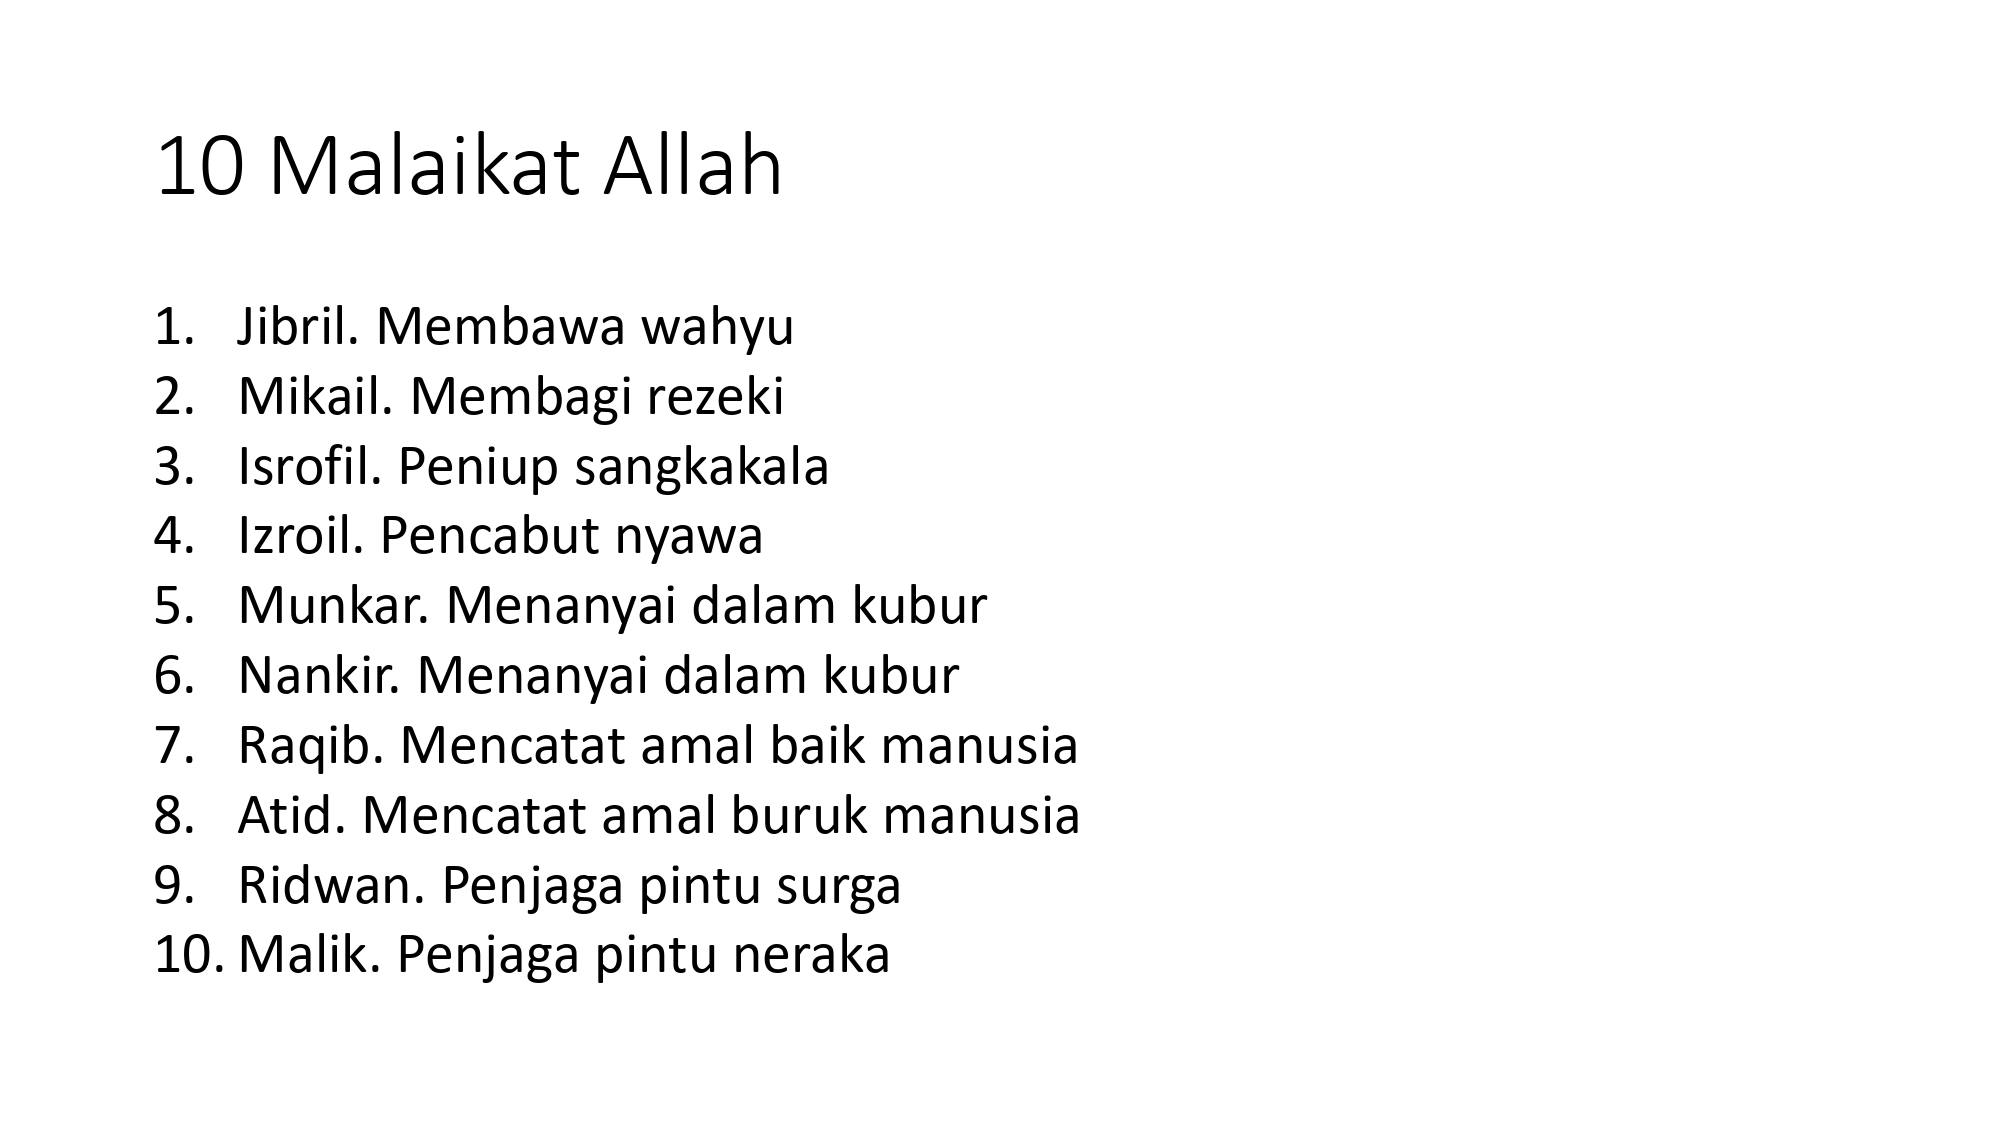 10 Malaikat Allah
1. Jibril. Membawa wahyu
2. Mikail. Membagi rezeki
3. Isrofil. Peniup sangkakala
4. Izroil. Pencabut nyawa
5. Munkar. Menanyai dalam kubur
6. Nankir. Menanyai dalam kubur
7. Raqib. Mencatat amal baik manusia
8. Atid. Mencatat amal buruk manusia
9. Ridwan. Penjaga pintu surga
10. Malik. Penjaga pintu neraka